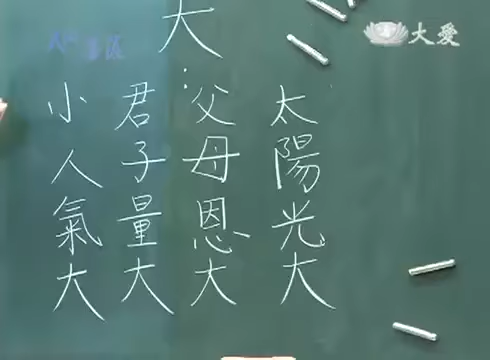 大愛
大：
太陽光大
父母恩大
君子量大
小人氣大